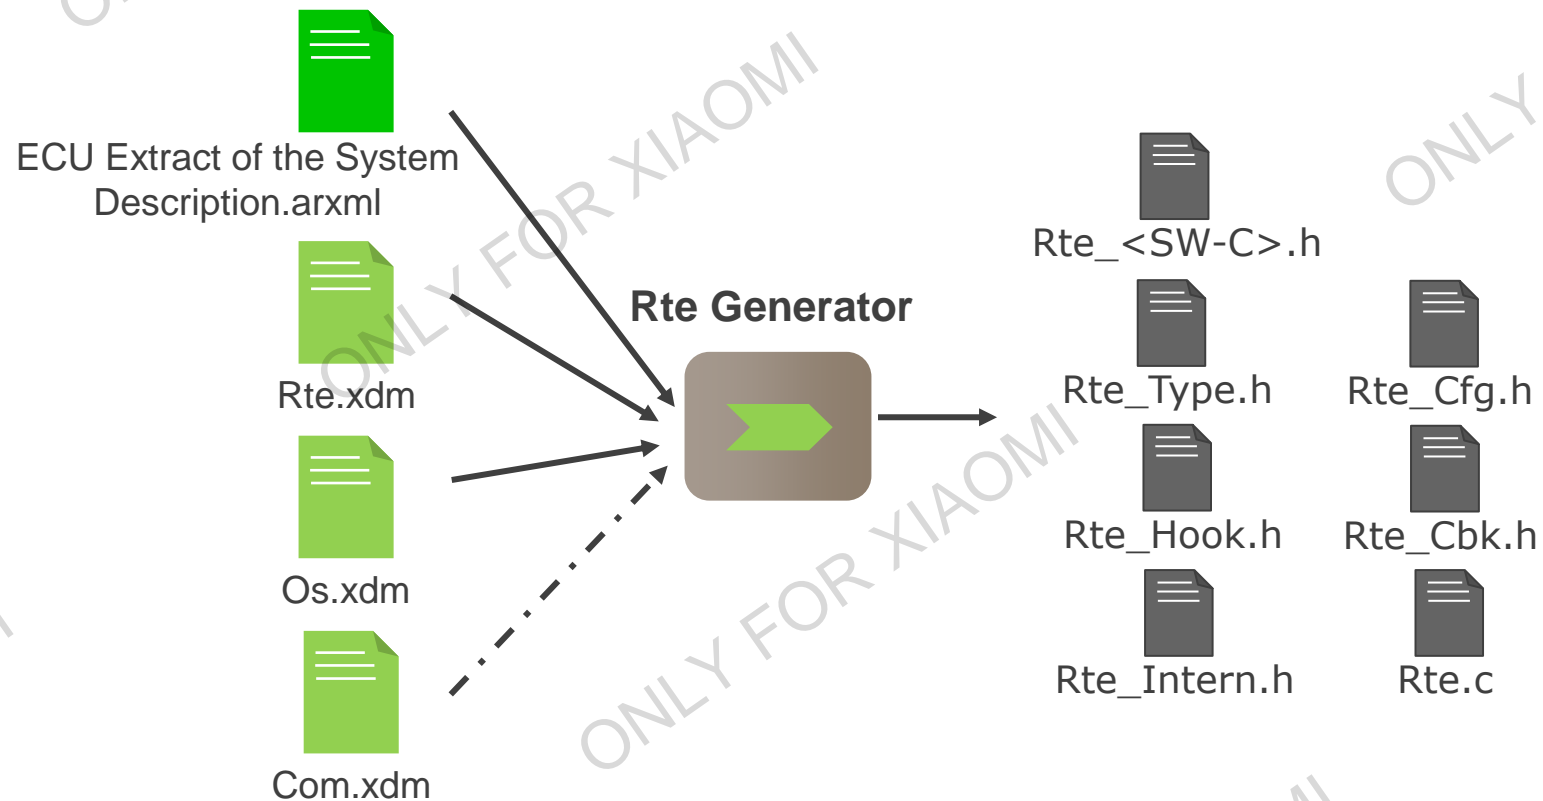 ECU Extract of the System
Description.arxml
Rte.xdm
Os.xdm
Com.xdm
Rte Generator
Rte_<SW-C>.h
Rte_Type.h
Rte_Cfg.h
Rte_Hook.h
Rte_Cbk.h
Rte_Intern.h
Rte.c
ONLY FOR XIAOMI
ONLY FOR XIAOMI
ONLY